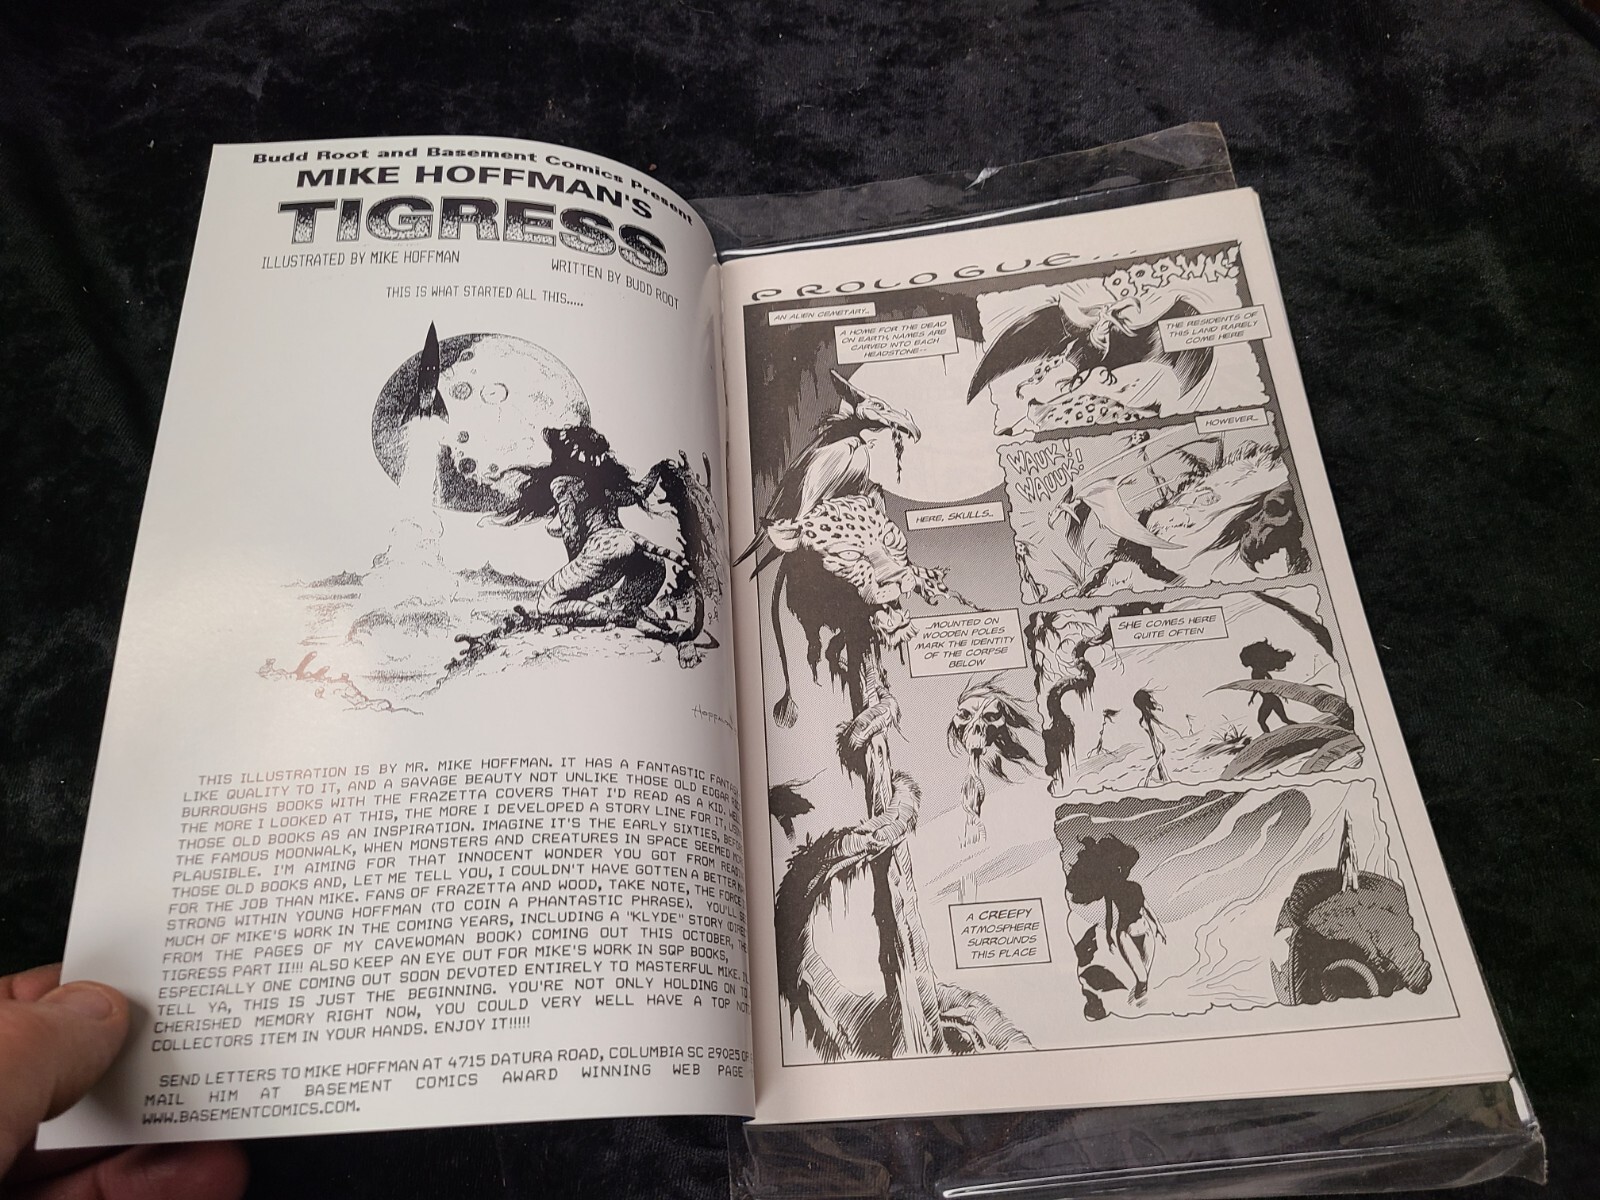 Budd Root and Basement Comics Present
MIKE HOFFMAN'S
TIGRESS
ILLUSTRATED BY MIKE HOFFMAN
WRITTEN BY BUDD ROOT
THIS IS WHAT STARTED ALL THIS.....
THIS ILLUSTRATION IS BY MR. MIKE HOFFMAN. IT HAS A FANTASTIC
LIKE QUALITY TO IT, AND A SAVAGE BEAUTY NOT UNLIKE THOSE OLD EDGAR
BURROUGHS BOOKS WITH THE FRAZETTA COVERS THAT I'D READ AS A KID.
THE MORE I LOOKED AT THIS, THE MORE I DEVELOPED A STORY LINE FOR IT,
THOSE OLD BOOKS AS AN INSPIRATION. IMAGINE IT'S THE EARLY SIXTIES,
THE FAMOUS MOONWALK, WHEN MONSTERS AND CREATURES IN SPACE SEEMED
PLAUSIBLE. I'M AIMING FOR THAT INNOCENT WONDER YOU GOT FROM
THOSE OLD BOOKS AND, LET ME TELL YOU, I COULDN'T HAVE GOTTEN A BETTER
FOR THE JOB THAN MIKE. FANS OF FRAZETTA AND WOOD, TAKE NOTE, THE FORCE
STRONG WITHIN YOUNG HOFFMAN (TO COIN A PHANTASTIC PHRASE). YOU'LL
MUCH OF MIKE'S WORK IN THE COMING YEARS, INCLUDING A "KLYDE" STORY
FROM THE PAGES OF MY CAVEWOMAN BOOK) COMING OUT THIS OCTOBER,
TIGRESS PART II!!! ALSO KEEP AN EYE OUT FOR MIKE'S WORK IN SQP BOOKS,
ESPECIALLY ONE COMING OUT SOON DEVOTED ENTIRELY TO MASTERFUL MIKE.
TELL YA, THIS IS JUST THE BEGINNING. YOU'RE NOT ONLY HOLDING ON TO
CHERISHED MEMORY RIGHT NOW, YOU COULD VERY WELL HAVE A TOP
COLLECTORS ITEM IN YOUR HANDS. ENJOY IT!!!!!
SEND LETTERS TO MIKE HOFFMAN AT 4715 DATURA ROAD, COLUMBIA SC 29025
MAIL HIM AT BASEMENT COMICS AWARD WINNING WEB PAGE
WWW.BASEMENTCOMICS.COM.
PROLOGUE...
AN ALIEN CEMETARY..
A HOME FOR THE DEAD
ON EARTH, NAMES ARE
CARVED INTO EACH
HEADSTONE--
BRAWK!
THE RESIDENTS OF
THIS LAND RARELY
COME HERE
HOWEVER..
WAUK!
WAUUK!
HERE, SKULLS..
..MOUNTED ON
WOODEN POLES
MARK THE IDENTITY
OF THE CORPSE
BELOW
SHE COMES HERE
QUITE OFTEN
A CREEPY
ATMOSPHERE
SURROUNDS
THIS PLACE